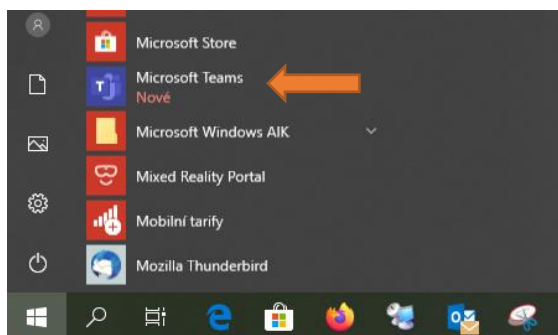 Microsoft Store
Microsoft Teams
Nové
Microsoft Windows AIK
Mixed Reality Portal
Mobilní tarify
Mozilla Thunderbird